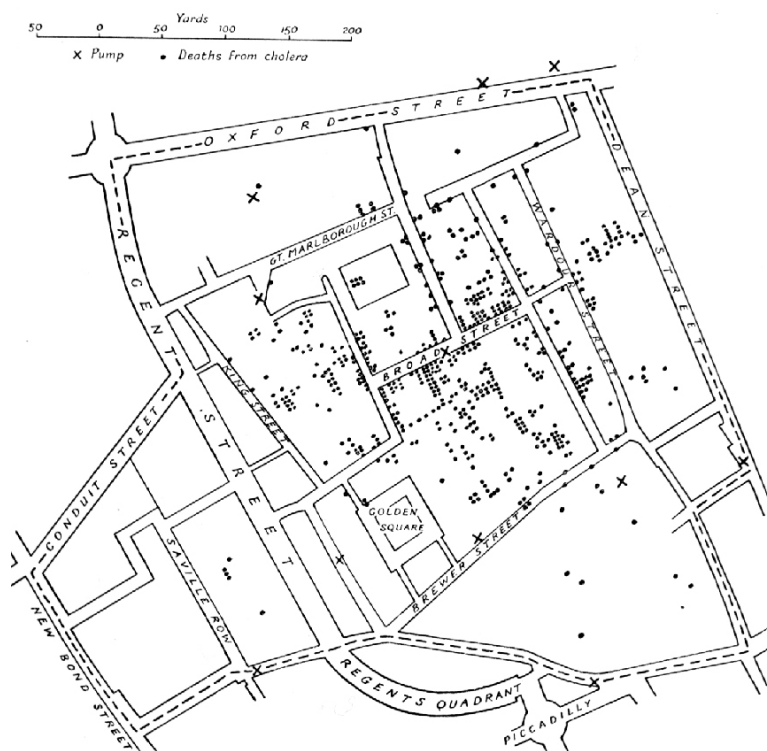 Yards
50 0 50 100 150 200
x Pump • Deaths from cholera
OXFORD STREET
DEAN STREET
REGENT STREET
GT. MARLBOROUGH ST.
WARDOUR STREET
BROAD STREET
KING STREET
CONDUIT STREET
GOLDEN
SQUARE
BREWER STREET
SAVILLE ROW
NEW BOND STREET
REGENTS QUADRANT
PICCADILLY